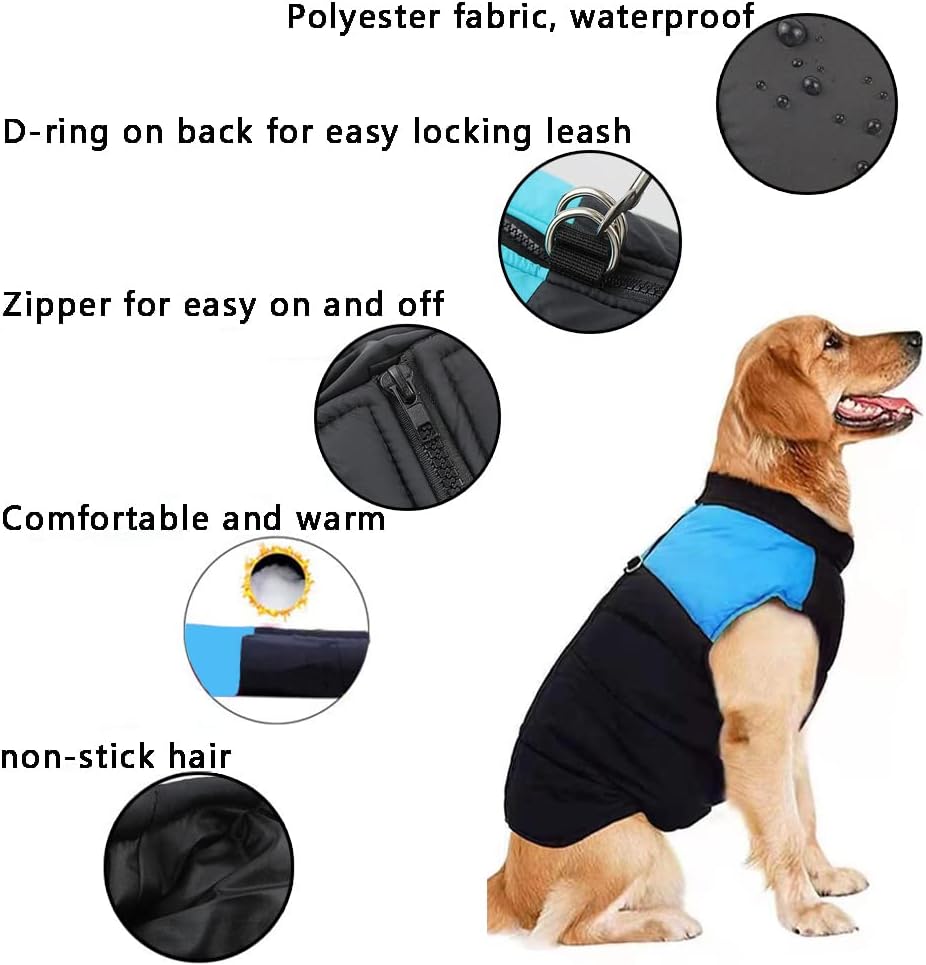 Polyester fabric, waterproof
D-ring on back for easy locking leash
Zipper for easy on and off
Comfortable and warm
non-stick hair